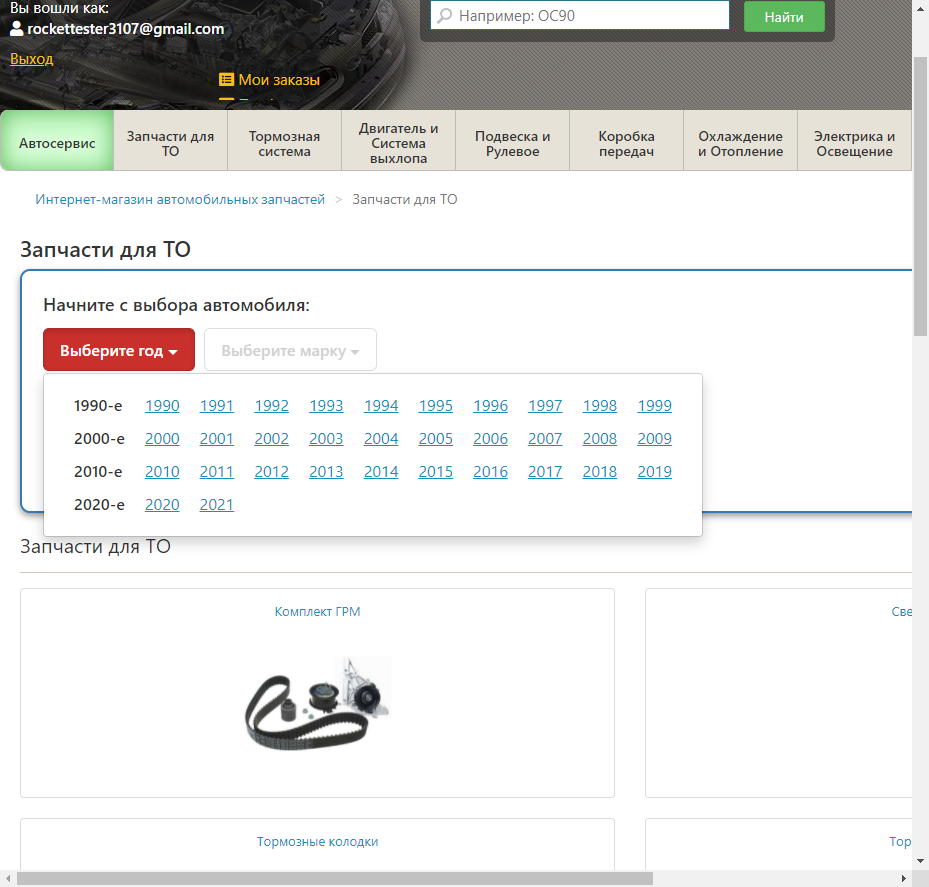 Вы вошли как:
rockettester3107@gmail.com
Выход
Мои заказы
Например: OC90
Найти
Автосервис
Запчасти для
ТО
Тормозная
система
Двигатель и
Система
выхлопа
Подвеска и
Рулевое
Коробка
передач
Охлаждение
и Отопление
Электрика и
Освещение
Интернет-магазин автомобильных запчастей > Запчасти для ТО
Запчасти для ТО
Начните с выбора автомобиля:
Выберите год
Выберите марку
1990-е 1990 1991 1992 1993 1994 1995 1996 1997 1998 1999
2000-е 2000 2001 2002 2003 2004 2005 2006 2007 2008 2009
2010-е 2010 2011 2012 2013 2014 2015 2016 2017 2018 2019
2020-е 2020 2021
Запчасти для ТО
Комплект ГРМ
Све
Тормозные колодки
Тор